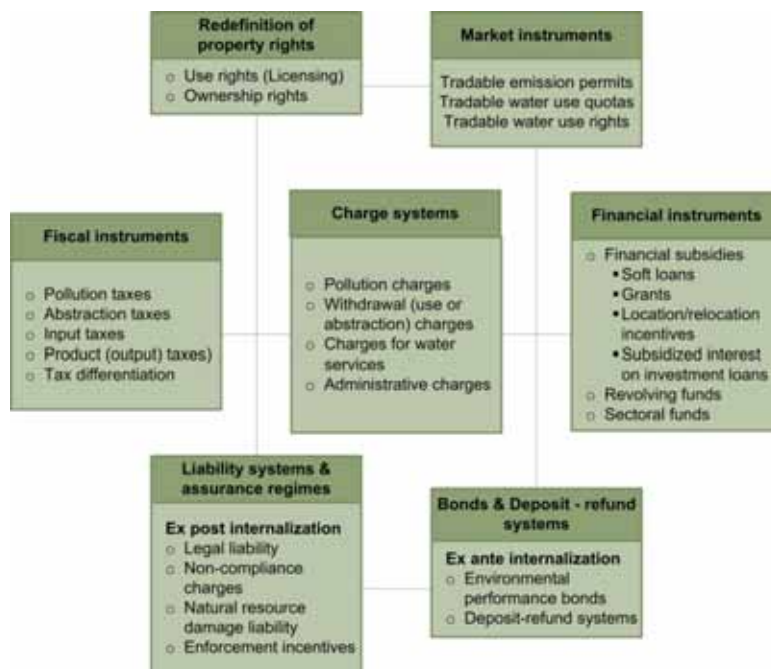 Redefinition of
property rights
○ Use rights (Licensing)
○ Ownership rights
Market instruments
Tradable emission permits
Tradable water use quotas
Tradable water use rights
Fiscal instruments
○ Pollution taxes
○ Abstraction taxes
○ Input taxes
○ Product (output) taxes)
○ Tax differentiation
Charge systems
○ Pollution charges
○ Withdrawal (use or
abstraction) charges
○ Charges for water
services
○ Administrative charges
Financial instruments
○ Financial subsidies
▪ Soft loans
▪ Grants
▪ Location/relocation
incentives
▪ Subsidized interest
on investment loans
○ Revolving funds
○ Sectoral funds
Liability systems &
assurance regimes
Ex post internalization
○ Legal liability
○ Non-compliance
charges
○ Natural resource
damage liability
○ Enforcement incentives
Bonds & Deposit - refund
systems
Ex ante internalization
○ Environmental
performance bonds
○ Deposit-refund systems